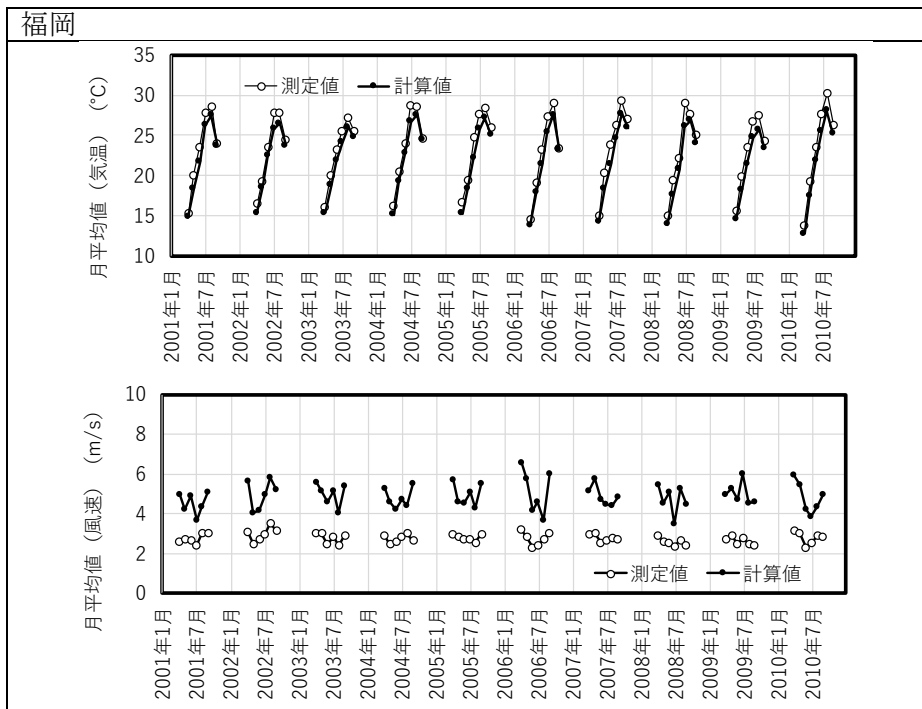 福岡
35
30
25
20
15
10
月平均値（気温）（℃）
測定値 計算値
2001年1月
2001年7月
2002年1月
2002年7月
2003年1月
2003年7月
2004年1月
2004年7月
2005年1月
2005年7月
2006年1月
2006年7月
2007年1月
2007年7月
2008年1月
2008年7月
2009年1月
2009年7月
2010年1月
2010年7月
10
8
6
4
2
0
月平均値（風速）（m/s）
測定値 計算値
2001年1月
2001年7月
2002年1月
2002年7月
2003年1月
2003年7月
2004年1月
2004年7月
2005年1月
2005年7月
2006年1月
2006年7月
2007年1月
2007年7月
2008年1月
2008年7月
2009年1月
2009年7月
2010年1月
2010年7月